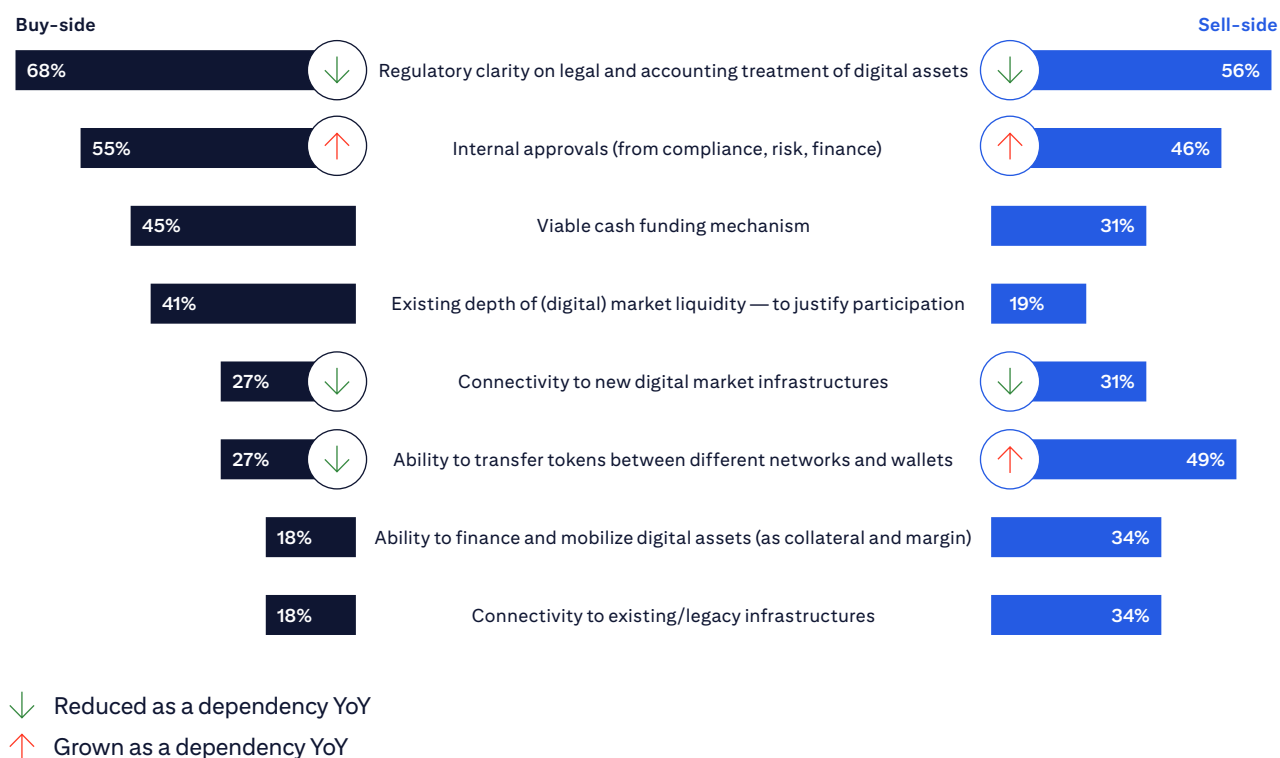 Buy-side
Sell-side
68%
Regulatory clarity on legal and accounting treatment of digital assets
56%
55%
Internal approvals (from compliance, risk, finance)
46%
45%
Viable cash funding mechanism
31%
41%
Existing depth of (digital) market liquidity — to justify participation
19%
27%
Connectivity to new digital market infrastructures
31%
27%
Ability to transfer tokens between different networks and wallets
49%
18%
Ability to finance and mobilize digital assets (as collateral and margin)
34%
18%
Connectivity to existing/legacy infrastructures
34%
Reduced as a dependency YoY
Grown as a dependency YoY